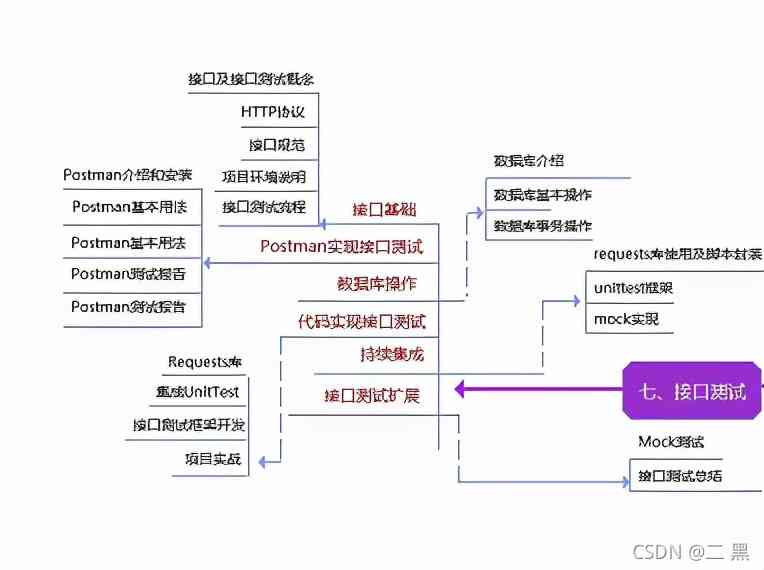 接口及接口测试概念
HTTP协议
接口规范
项目环境说明
接口测试流程
Postman介绍和安装
Postman基本用法
Postman基本用法
Postman测试报告
Postman测试报告
接口基础
Postman实现接口测试
数据库操作
代码实现接口测试
持续集成
接口测试扩展
数据库介绍
数据库基本操作
数据库事务操作
requests库使用及脚本封装
unittest框架
mock实现
Requests库
集成UnitTest
接口测试框架开发
项目实战
七、接口测试
Mock测试
接口测试总结
CSDN @二 黑